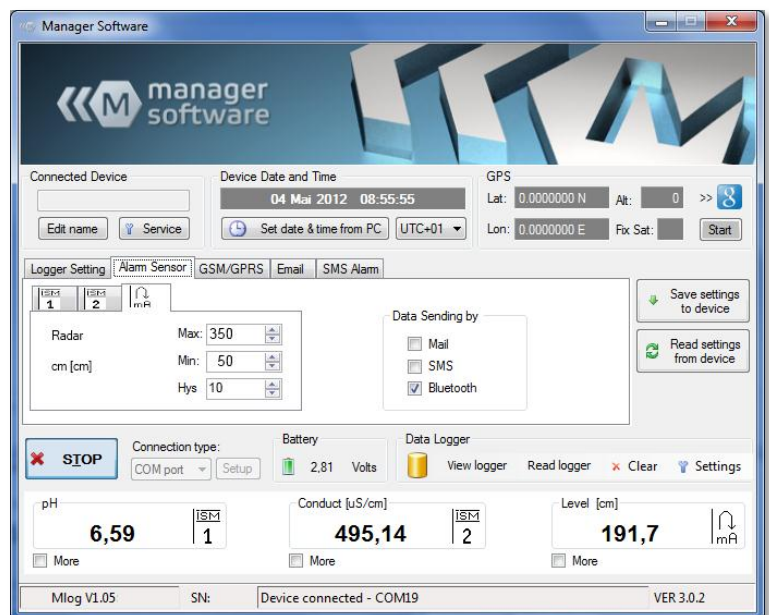 Manager Software
M manager
software
Connected Device
Device Date and Time
GPS
04 Mai 2012 08:55:55
Lat: 0.0000000 N Alt: 0 >> 8
Edit name Service Set date & time from PC UTC+01 Lon: 0.0000000 E Fix Sat: Start
Logger Setting Alarm Sensor GSM/GPRS Email SMS Alarm
ISM 1 ISM 2 mA
Save settings
to device
Data Sending by
Radar Max: 350
Mail
Read settings
from device
cm [cm] Min: 50
SMS
Hys 10
Bluetooth
STOP
Connection type:
COM port Setup
Battery
2,81 Volts
Data Logger
View logger Read logger Clear Settings
pH
6,59
ISM
1
More
Conduct [uS/cm]
495,14
ISM
2
More
Level [cm]
191,7
mA
More
Mlog V1.05 SN: Device connected - COM19 VER 3.0.2